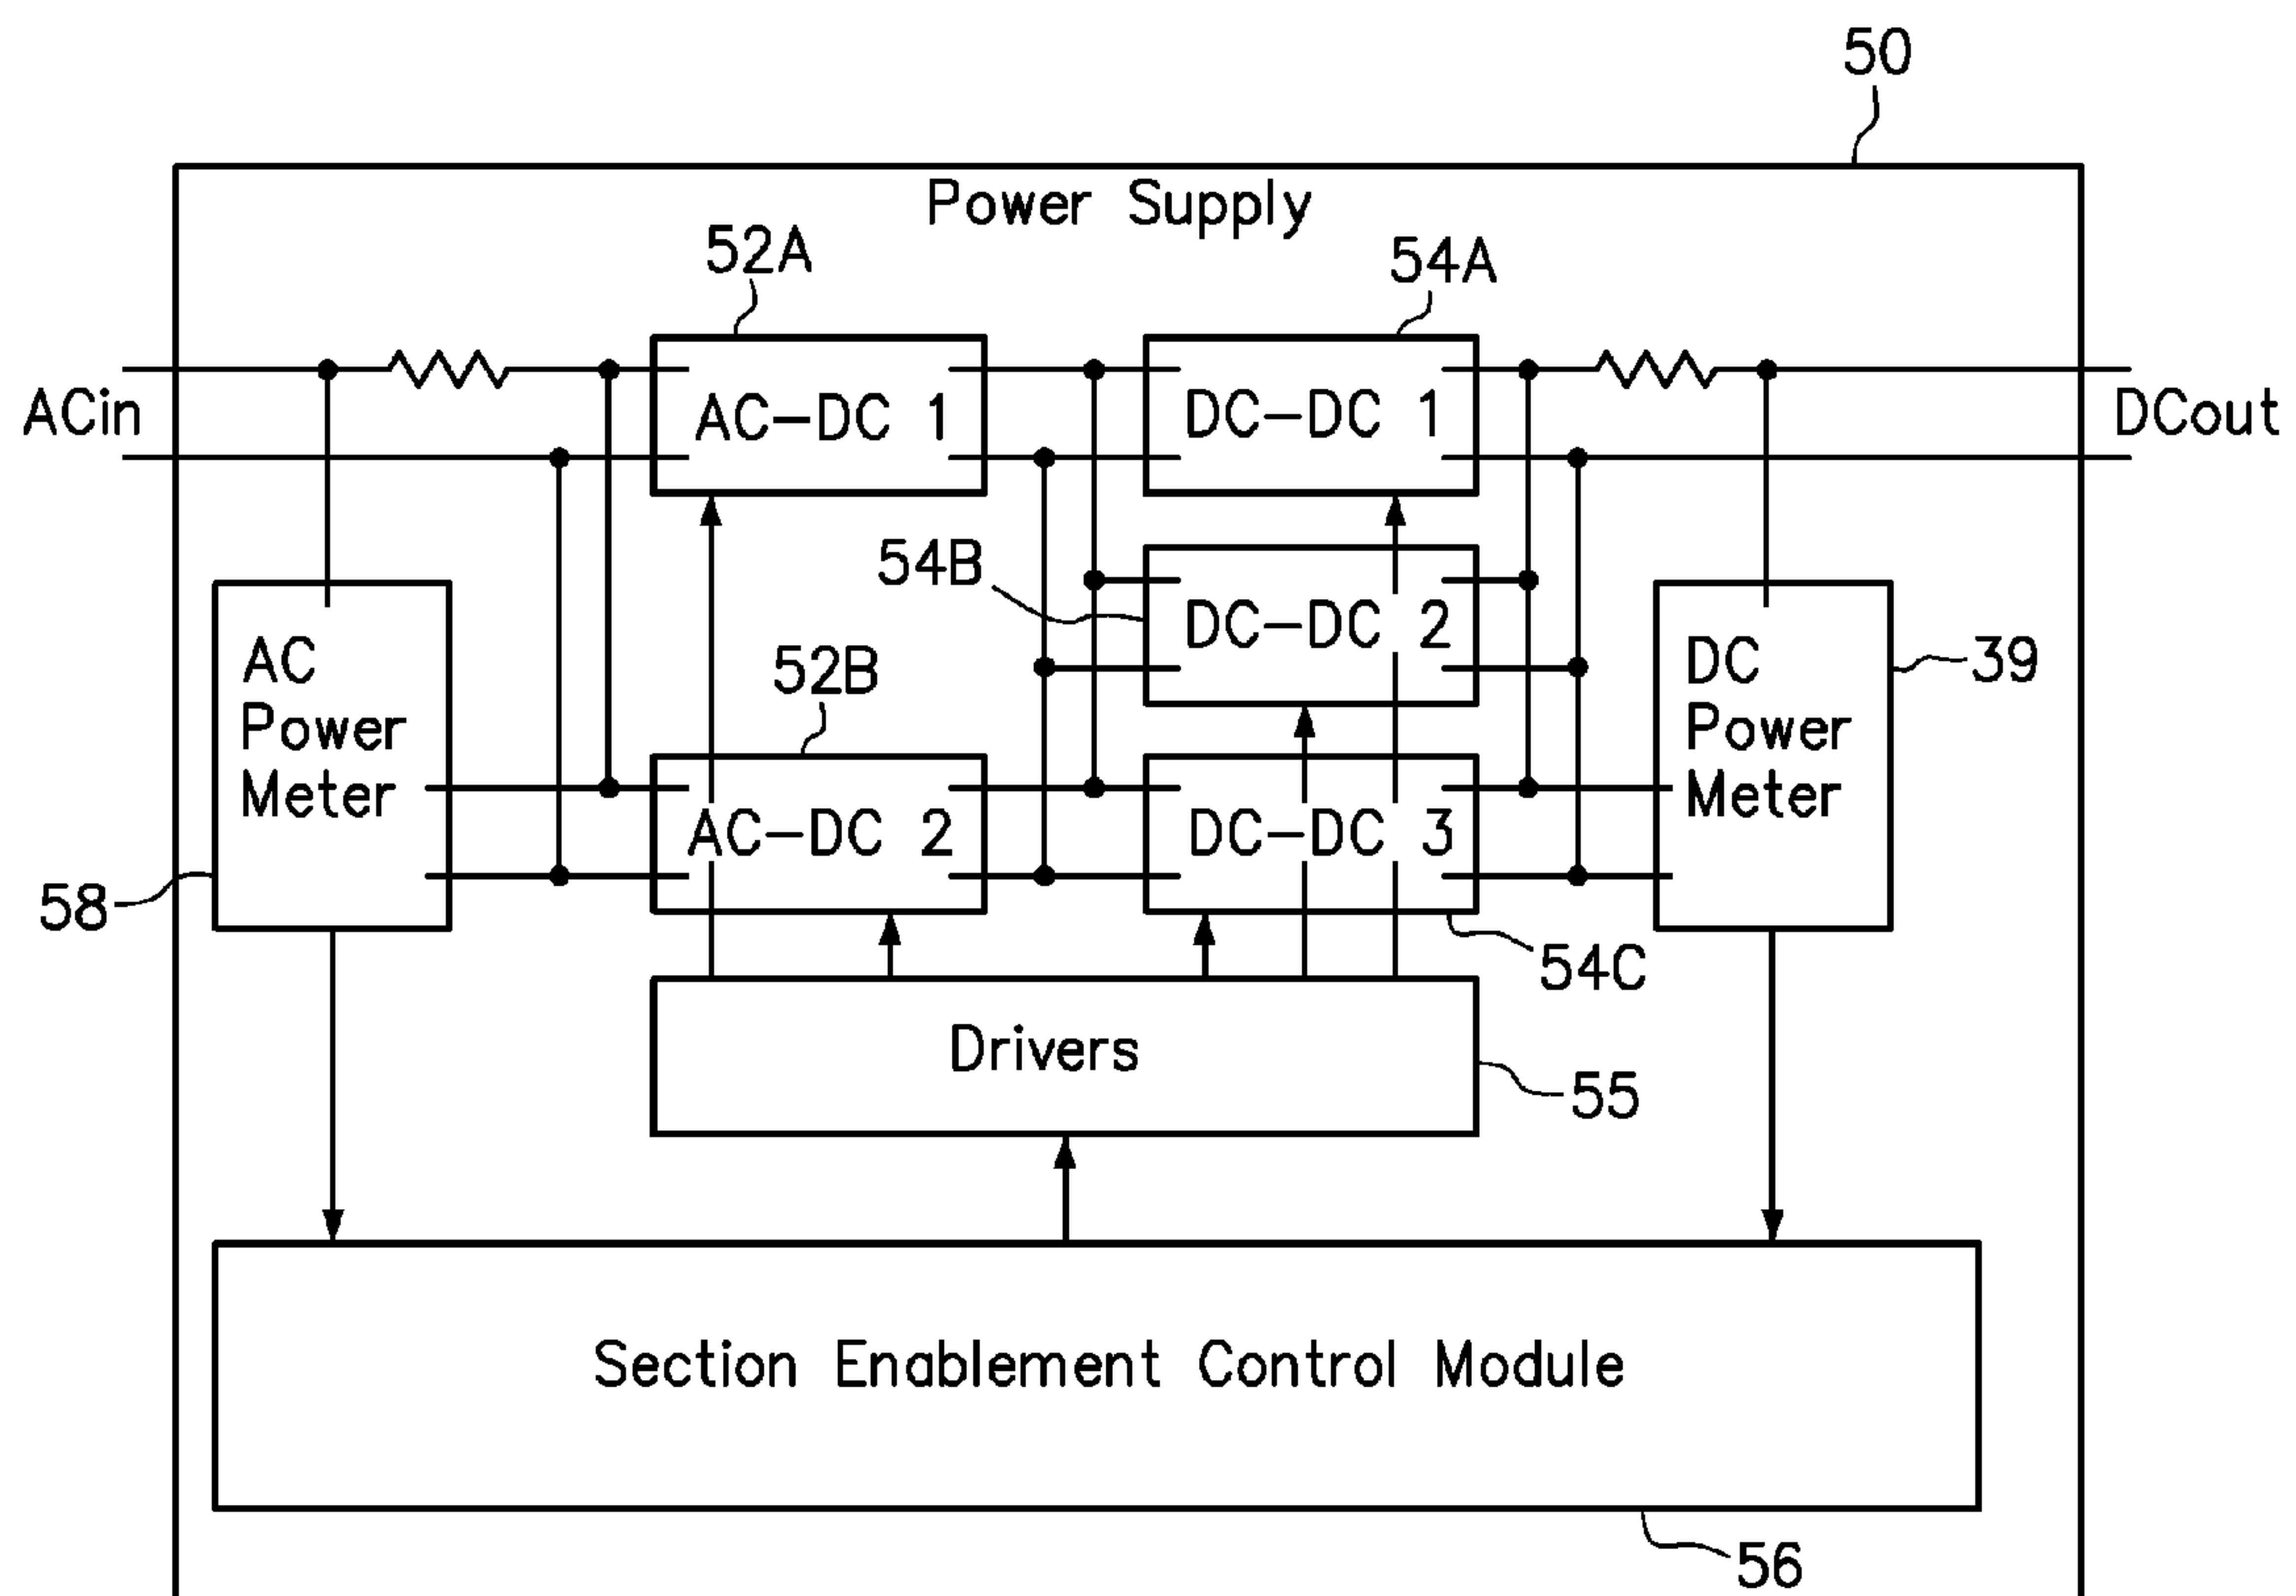 50
Power Supply
52A
54A
ACin
AC-DC 1
DC-DC 1
DCout
54B
DC-DC 2
52B
AC
Power
Meter
DC
Power
Meter
39
AC-DC 2
DC-DC 3
58
54C
Drivers
55
Section Enablement Control Module
56